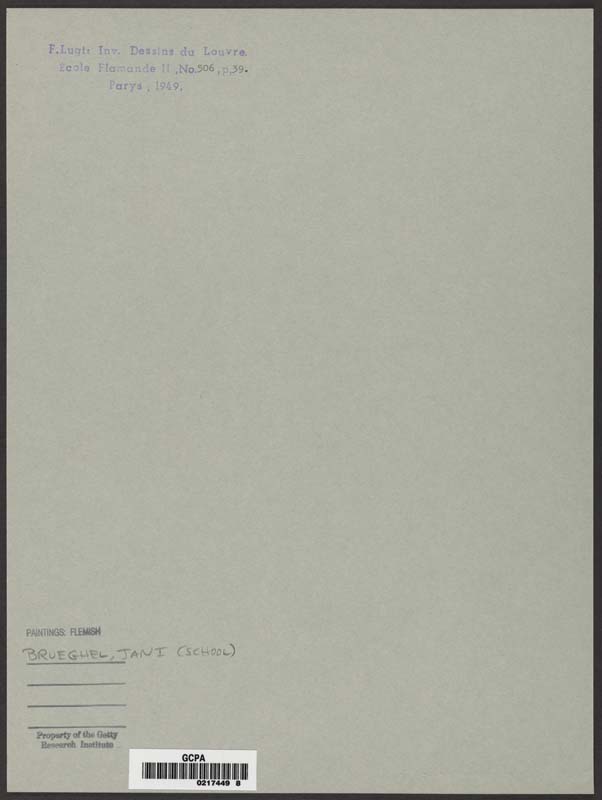 F.Lugt: Inv. Dessins du Louvre.
Ecole Flamande II ,No.506, p.39.
Parys , 1949.
PAINTINGS: FLEMISH
BRUEGHEL, JAN I (SCHOOL)
Property of the Getty
Research Institute
GCPA
0217449 8